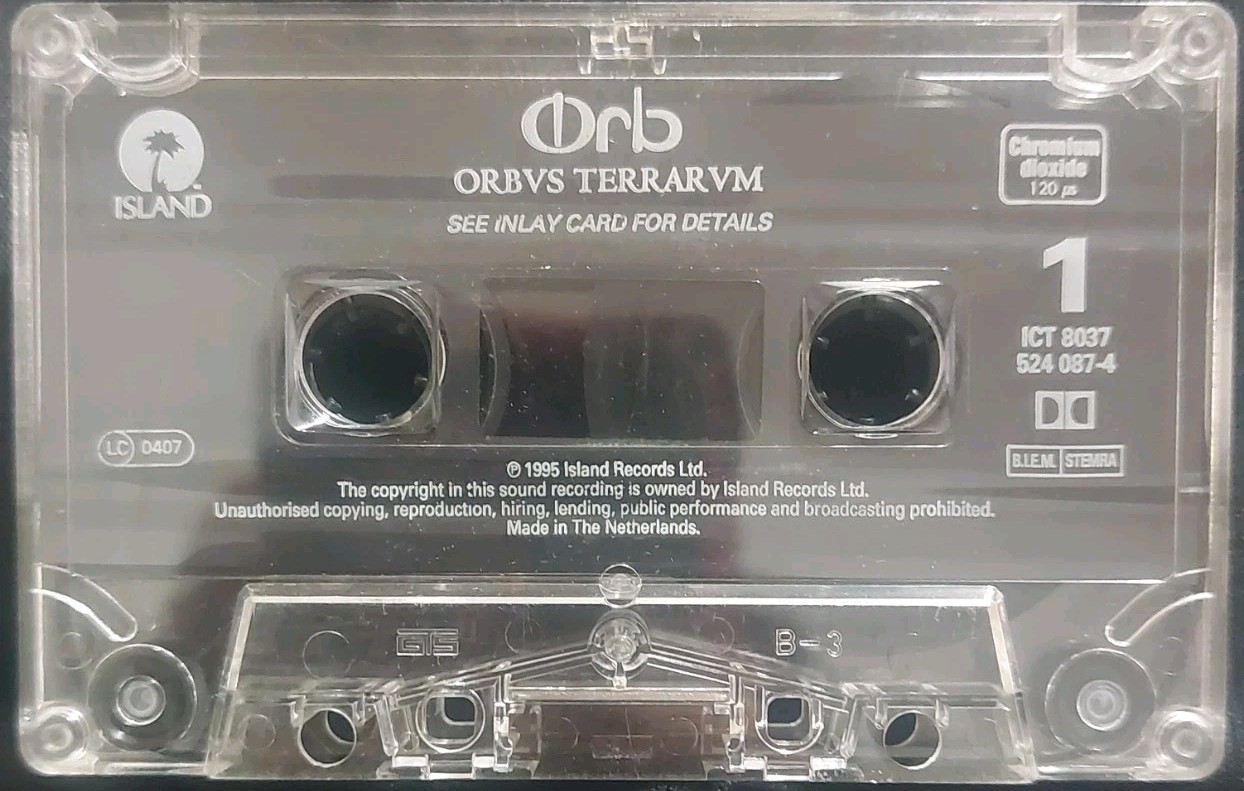 Orb
ORBVS TERRARVM
SEE INLAY CARD FOR DETAILS
ISLAND
Chromium
dioxide
120 µs
1
ICT 8037
524 087-4
LC 0407
B.I.E.M. STEMRA
℗ 1995 Island Records Ltd.
The copyright in this sound recording is owned by Island Records Ltd.
Unauthorised copying, reproduction, hiring, lending, public performance and broadcasting prohibited.
Made in The Netherlands.
GTS
B-3